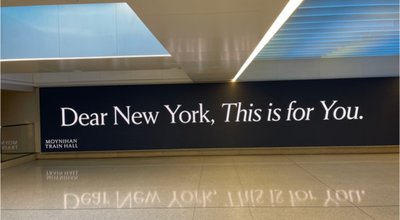 Dear New York, This is for You.
MOYNIHAN
TRAIN HALL